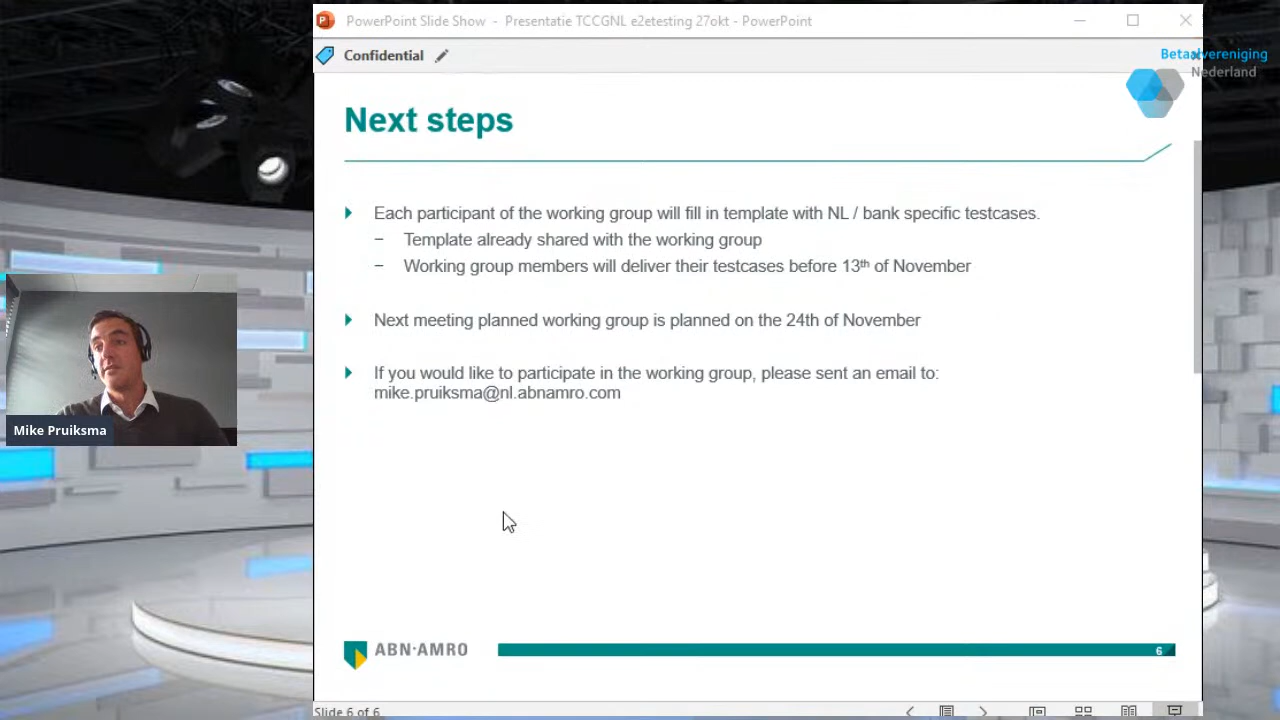 PowerPoint Slide Show - Presentatie TCCGNL e2etesting 27okt - PowerPoint
Confidential
Betaalvereniging
Nederland
Next steps
Each participant of the working group will fill in template with NL / bank specific testcases.
– Template already shared with the working group
– Working group members will deliver their testcases before 13th of November
Next meeting planned working group is planned on the 24th of November
If you would like to participate in the working group, please sent an email to:
mike.pruiksma@nl.abnamro.com
Mike Pruiksma
ABN·AMRO
6
Slide 6 of 6